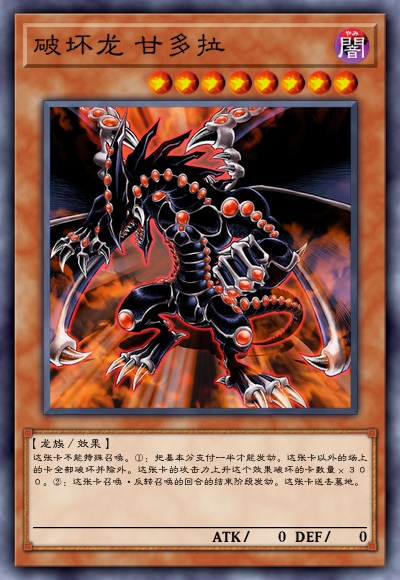 破坏龙 甘多拉
やみ
闇
【龙族／效果】
这张卡不能特殊召唤。①：把基本分支付一半才能发动。这张卡以外的场上
的卡全部破坏并除外。这张卡的攻击力上升这个效果破坏的卡数量×３０
０。②：这张卡召唤·反转召唤的回合的结束阶段发动。这张卡送去墓地。
ATK/ 0 DEF/ 0